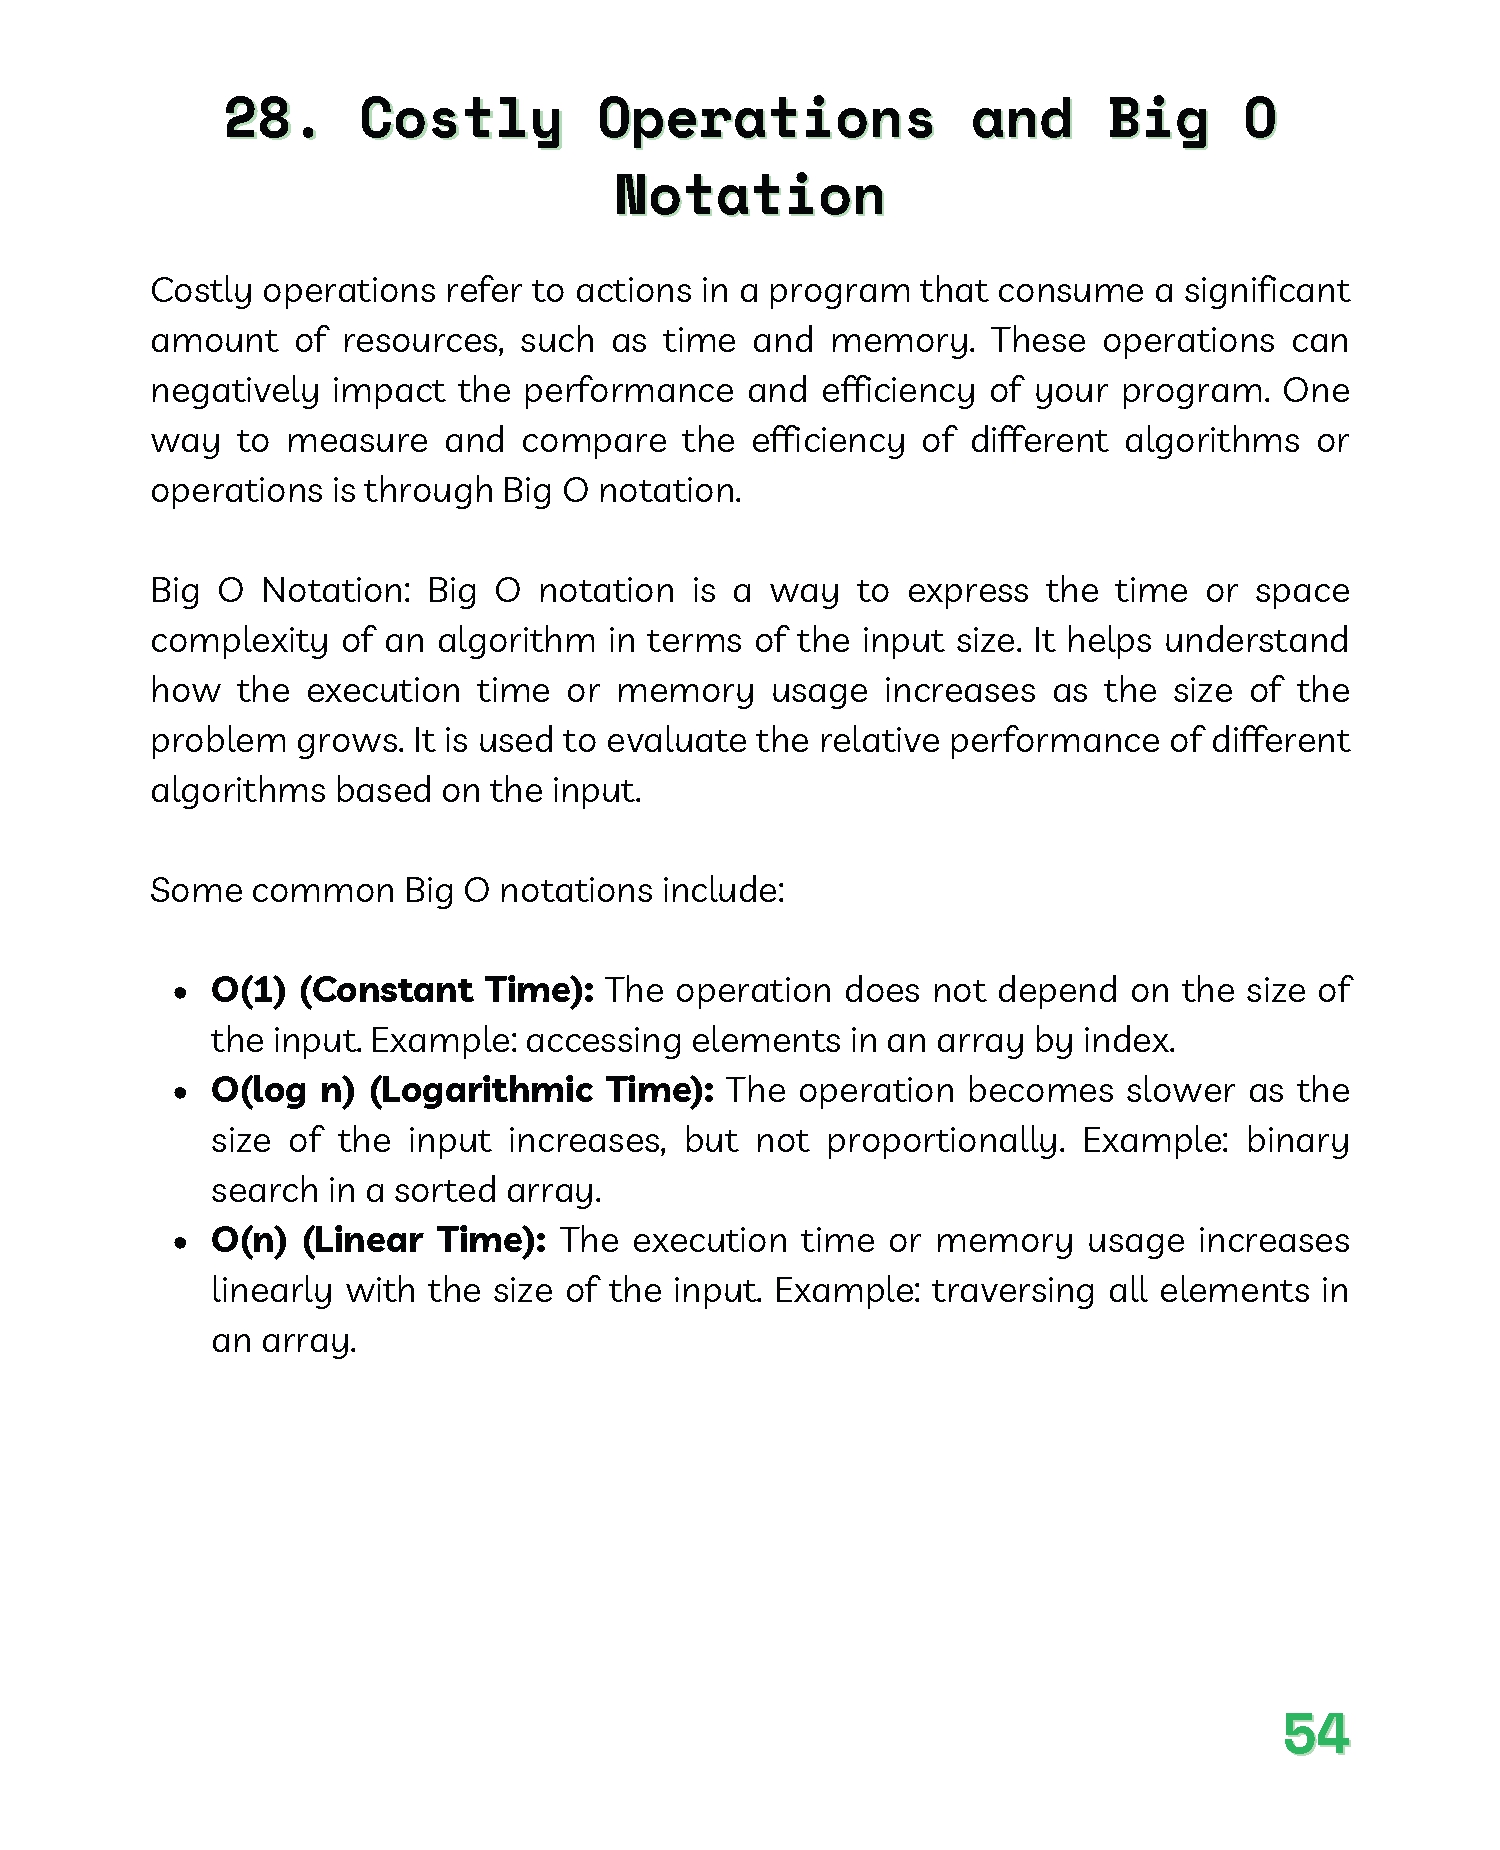 28. Costly Operations and Big O
Notation
Costly operations refer to actions in a program that consume a significant
amount of resources, such as time and memory. These operations can
negatively impact the performance and efficiency of your program. One
way to measure and compare the efficiency of different algorithms or
operations is through Big O notation.
Big O Notation: Big O notation is a way to express the time or space
complexity of an algorithm in terms of the input size. It helps understand
how the execution time or memory usage increases as the size of the
problem grows. It is used to evaluate the relative performance of different
algorithms based on the input.
Some common Big O notations include:
• O(1) (Constant Time): The operation does not depend on the size of
the input. Example: accessing elements in an array by index.
• O(log n) (Logarithmic Time): The operation becomes slower as the
size of the input increases, but not proportionally. Example: binary
search in a sorted array.
• O(n) (Linear Time): The execution time or memory usage increases
linearly with the size of the input. Example: traversing all elements in
an array.
54